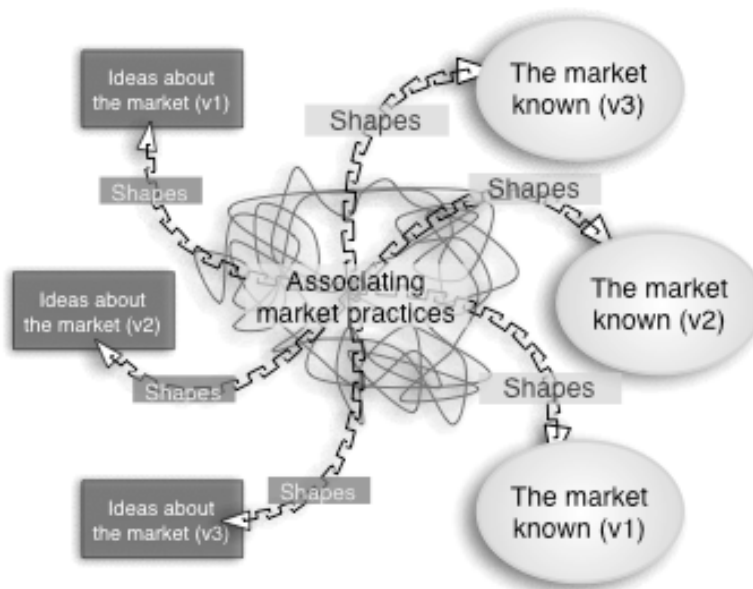 Ideas about
the market (v1)
The market
known (v3)
Shapes
Shapes
Shapes
Associating
market practices
Ideas about
the market (v2)
The market
known (v2)
Shapes
Shapes
Shapes
Ideas about
the market (v3)
The market
known (v1)